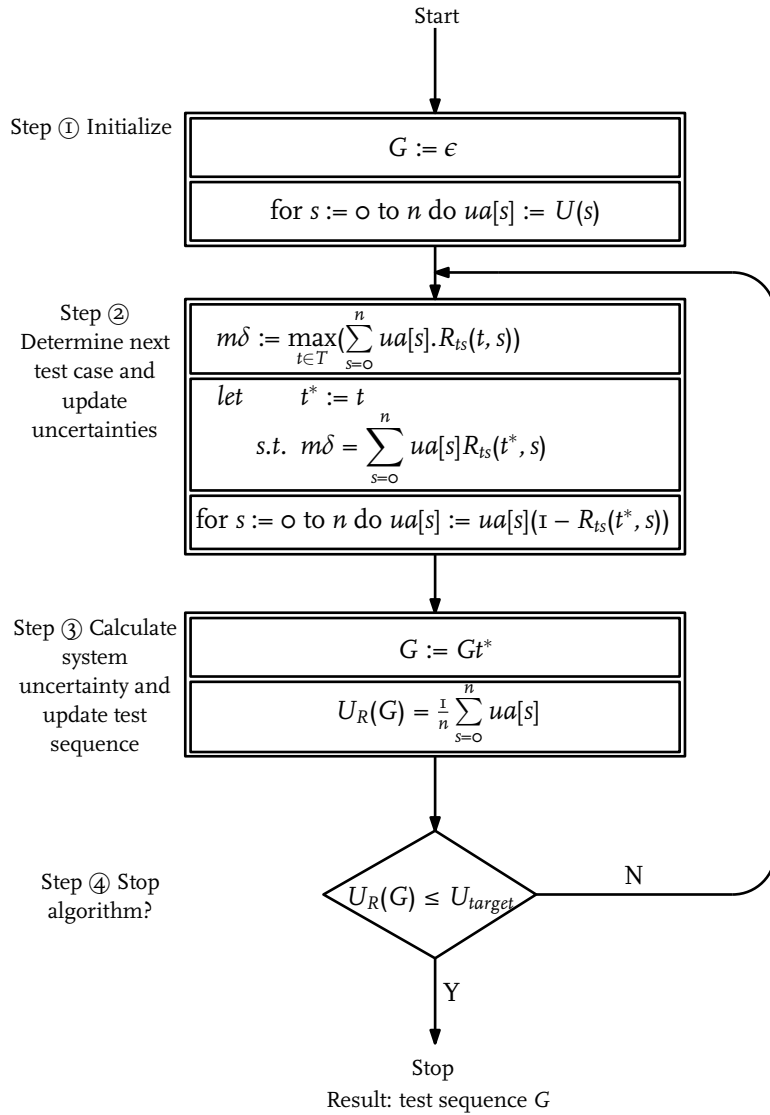 Start
Step ① Initialize
G := ϵ
for s := 0 to n do ua[s] := U(s)
Step ②
Determine next
test case and
update
uncertainties
mδ := max_{t∈T}(∑_{s=0}^{n} ua[s].R_{ts}(t, s))
let t* := t
s.t. mδ = ∑_{s=0}^{n} ua[s]R_{ts}(t*, s)
for s := 0 to n do ua[s] := ua[s](1 − R_{ts}(t*, s))
Step ③ Calculate
system
uncertainty and
update test
sequence
G := Gt*
U_R(G) = 1/n ∑_{s=0}^{n} ua[s]
Step ④ Stop
algorithm?
U_R(G) ≤ U_{target}
N
Y
Stop
Result: test sequence G